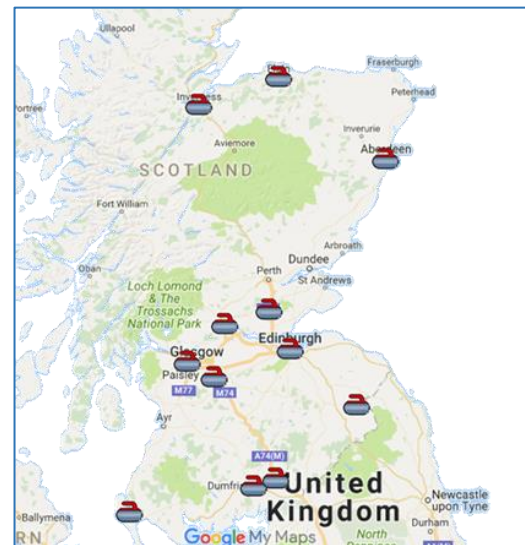 Ullapool
Fraserburgh
Peterhead
Portree
Inverness
Inverurie
Aviemore
Aberdeen
SCOTLAND
Fort William
Arbroath
Dundee
Oban
Perth
St Andrews
Loch Lomond
& The
Trossachs
National Park
Edinburgh
Glasgow
Paisley
M77
M74
Ayr
A74(M)
Dumfri
United
Kingdom
Newcastle
upon Tyne
Ballymena
RN
Durham
Google My Maps
North